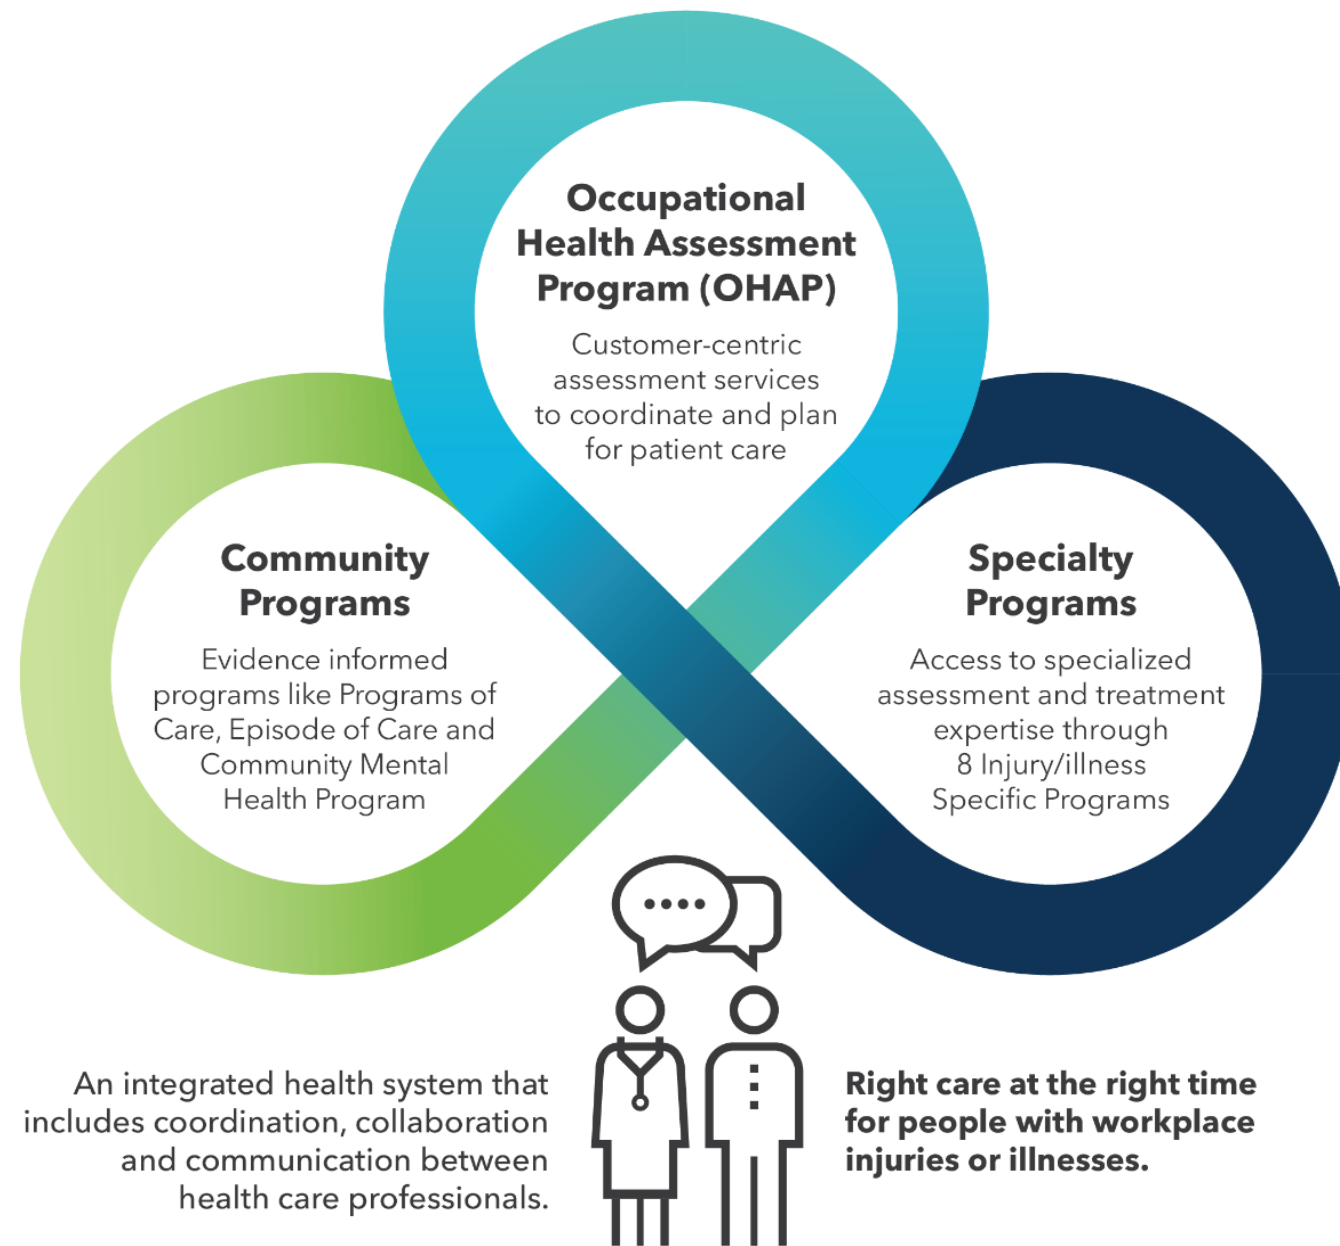 Occupational
Health Assessment
Program (OHAP)
Customer-centric
assessment services
to coordinate and plan
for patient care
Community
Programs
Evidence informed
programs like Programs of
Care, Episode of Care and
Community Mental
Health Program
Specialty
Programs
Access to specialized
assessment and treatment
expertise through
8 Injury/illness
Specific Programs
An integrated health system that
includes coordination, collaboration
and communication between
health care professionals.
Right care at the right time
for people with workplace
injuries or illnesses.